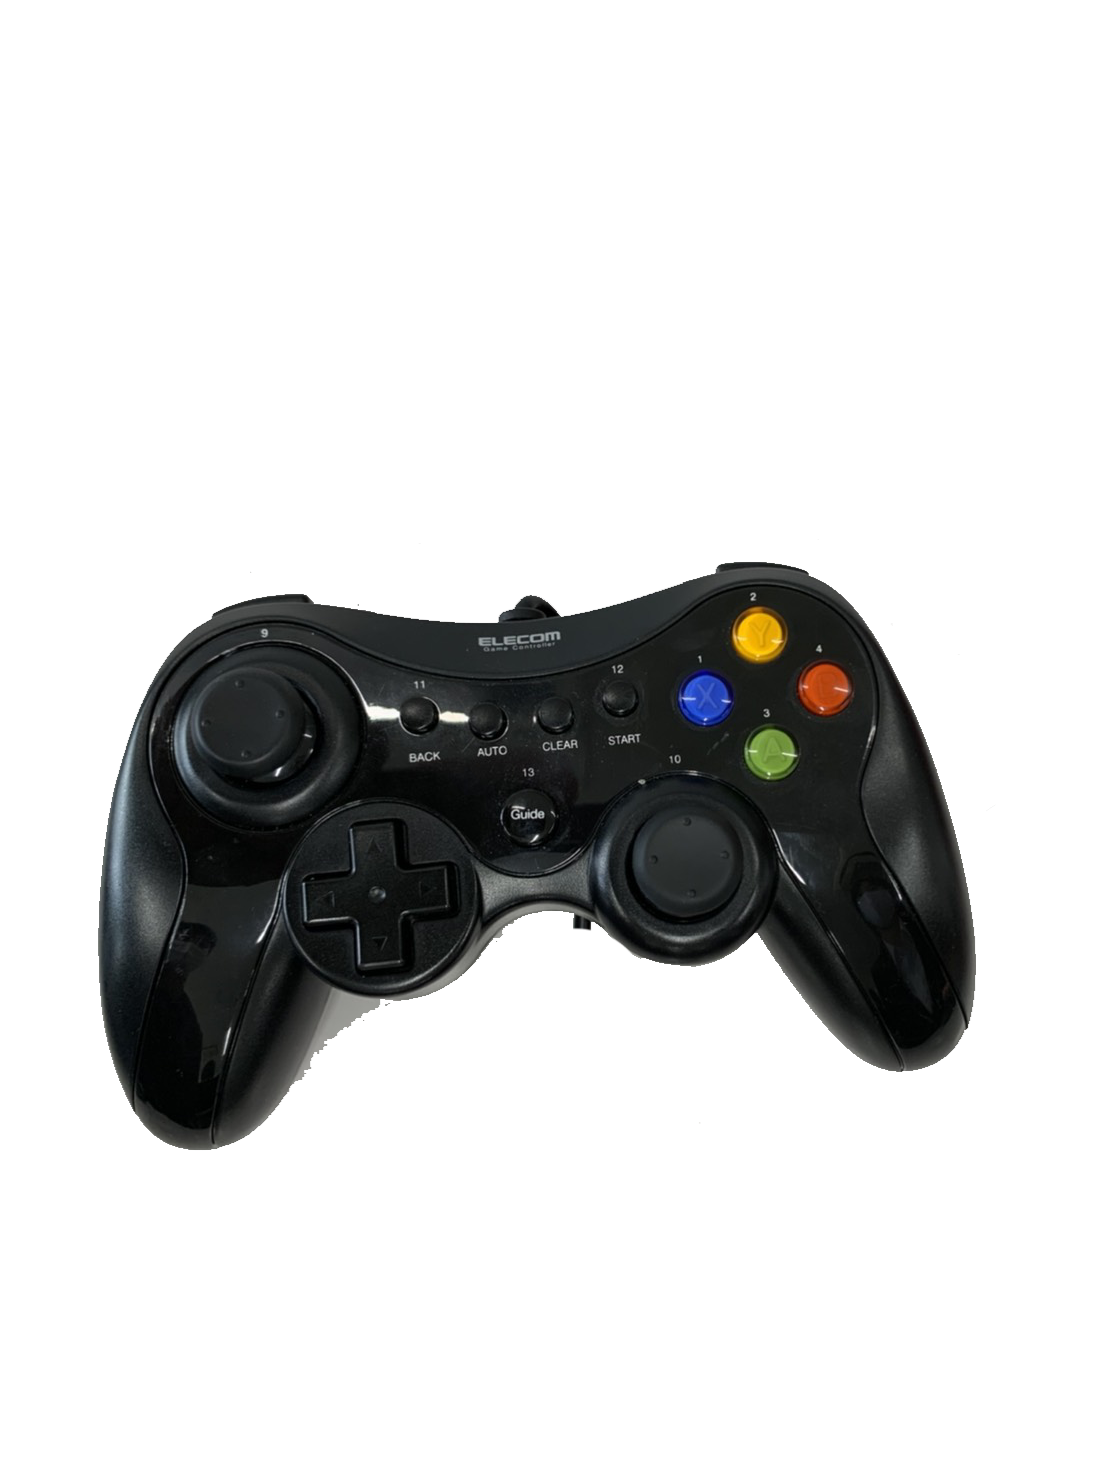 ELECOM
Game Controller
2
9
4
1
12
11
Y
X
BACK
AUTO
CLEAR
START
3
A
10
13
Guide